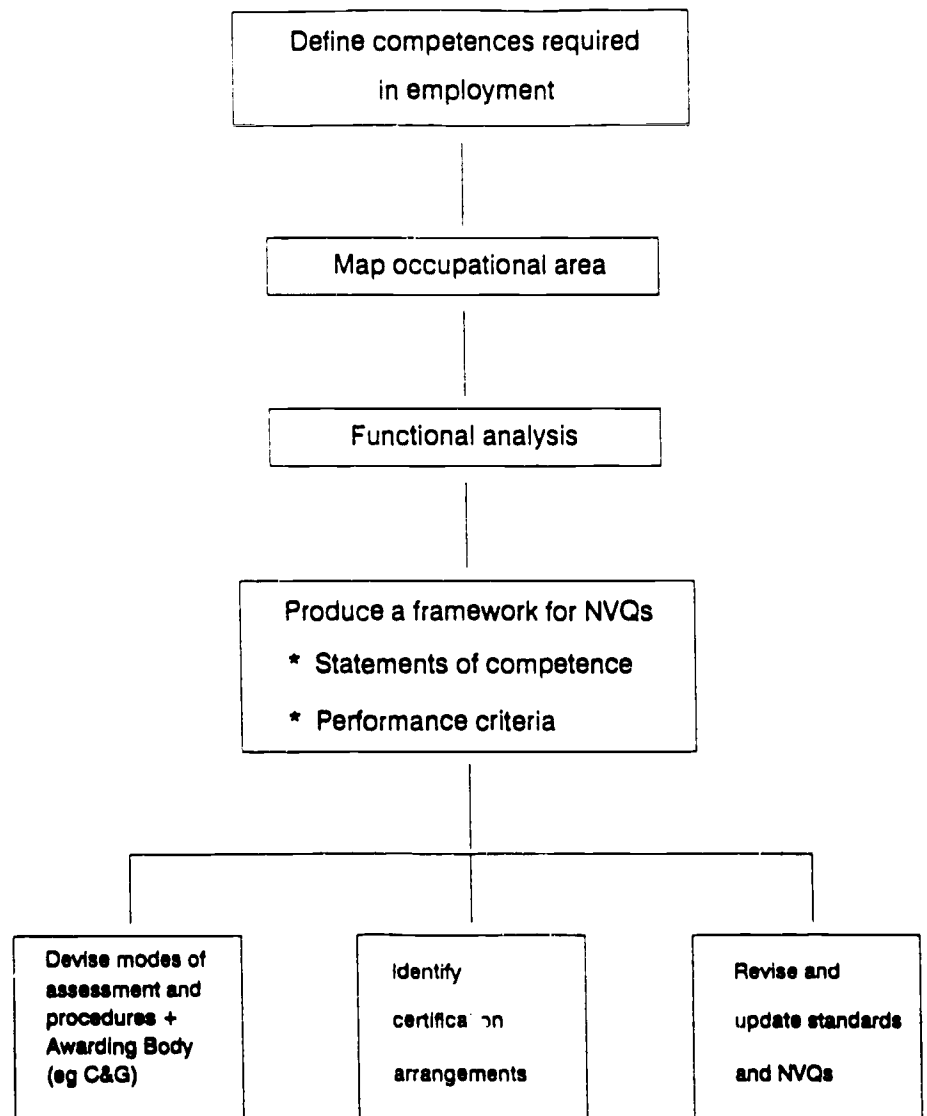 Define competences required
in employment
Map occupational area
Functional analysis
Produce a framework for NVQs
* Statements of competence
* Performance criteria
Devise modes of
assessment and
procedures +
Awarding Body
(eg C&G)
Identify
arrangements
Revise and
update standards
and NVQs